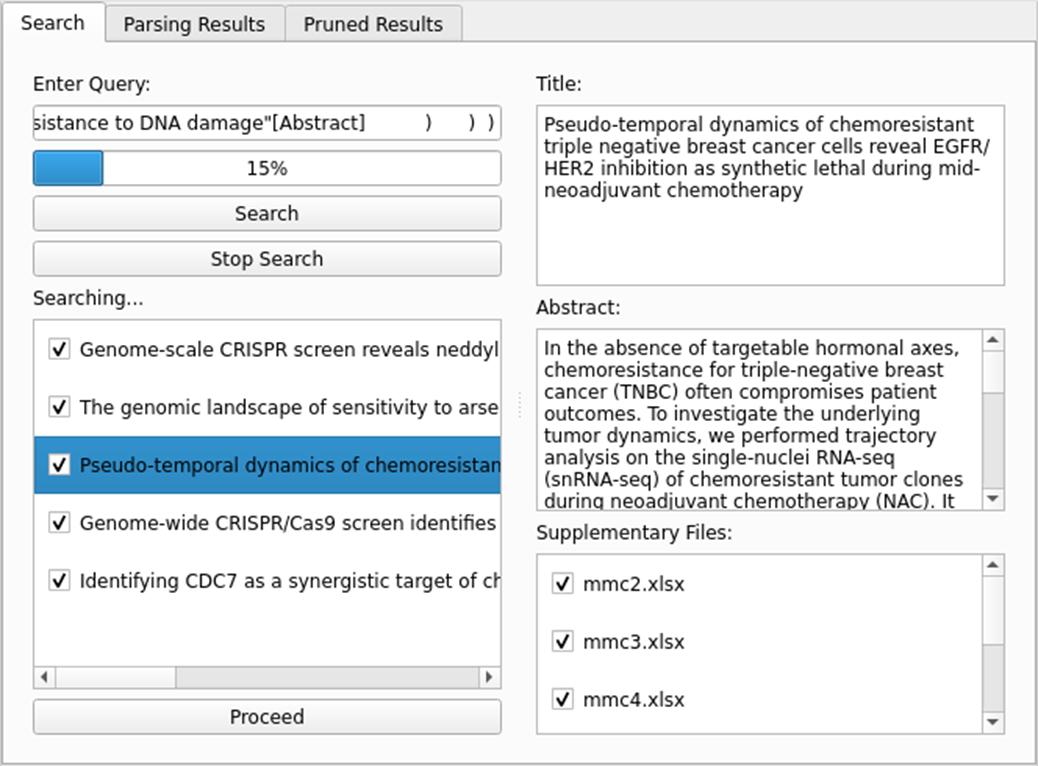 Search
Parsing Results
Pruned Results
Enter Query:
sistance to DNA damage"[Abstract] ) ) )
15%
Search
Stop Search
Searching...
Genome-scale CRISPR screen reveals neddyl
The genomic landscape of sensitivity to arse
Pseudo-temporal dynamics of chemoresistan
Genome-wide CRISPR/Cas9 screen identifies
Identifying CDC7 as a synergistic target of ch
Proceed
Title:
Pseudo-temporal dynamics of chemoresistant
triple negative breast cancer cells reveal EGFR/
HER2 inhibition as synthetic lethal during mid-
neoadjuvant chemotherapy
Abstract:
In the absence of targetable hormonal axes,
chemoresistance for triple-negative breast
cancer (TNBC) often compromises patient
outcomes. To investigate the underlying
tumor dynamics, we performed trajectory
analysis on the single-nuclei RNA-seq
(snRNA-seq) of chemoresistant tumor clones
during neoadjuvant chemotherapy (NAC). It
Supplementary Files:
mmc2.xlsx
mmc3.xlsx
mmc4.xlsx